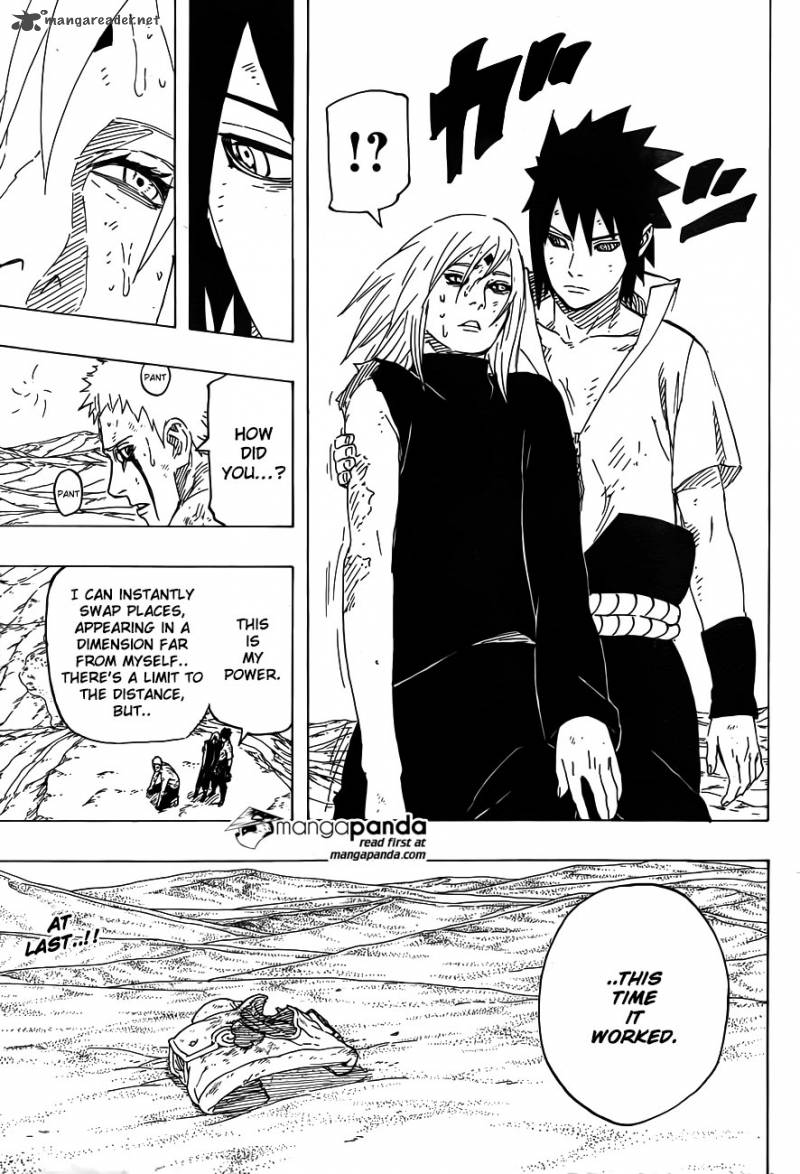 mangareader.net
!?
ガッ
HOW
DID
YOU...?
PANT
PANT
THIS
IS
MY
POWER.
I CAN INSTANTLY
SWAP PLACES,
APPEARING IN A
DIMENSION FAR
FROM MYSELF..
THERE'S A LIMIT TO
THE DISTANCE,
BUT..
mangapanda
read first at
mangapanda.com
..THIS
TIME
IT
WORKED.
AT
LAST..!!